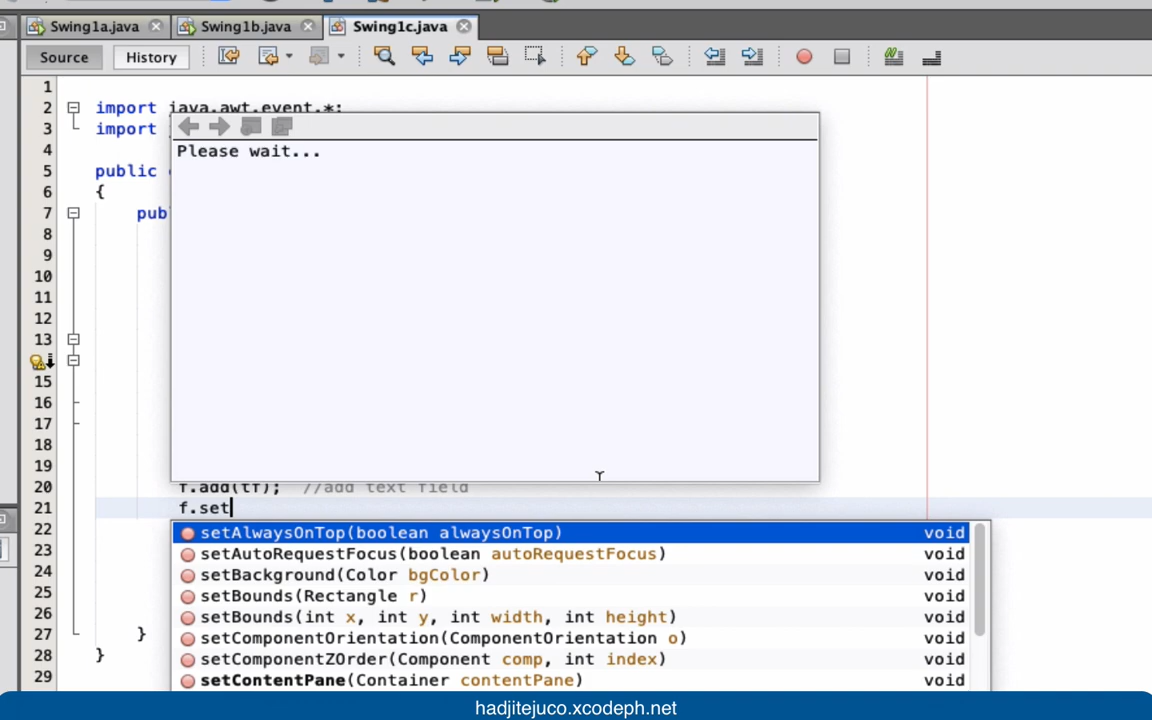 Swing1a.java Swing1b.java Swing1c.java
Source History
1
2 import java.awt.event.*;
3 import
4
5 public
6 {
7 pub
8
9
10
11
12
13
15
16
17
18
19
20 f.add(tf); //add text field
21 f.set
22
23
24
25
26
27 }
28 }
29
Please wait...
setAlwaysOnTop(boolean alwaysOnTop) void
setAutoRequestFocus(boolean autoRequestFocus) void
setBackground(Color bgColor) void
setBounds(Rectangle r) void
setBounds(int x, int y, int width, int height) void
setComponentOrientation(ComponentOrientation o) void
setComponentZOrder(Component comp, int index) void
setContentPane(Container contentPane) void
hadjitejuco.xcodeph.net